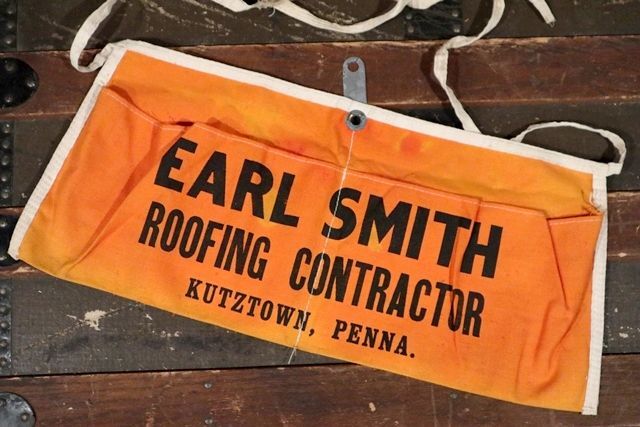 EARL SMITH
ROOFING CONTRACTOR
KUTZTOWN, PENNA.